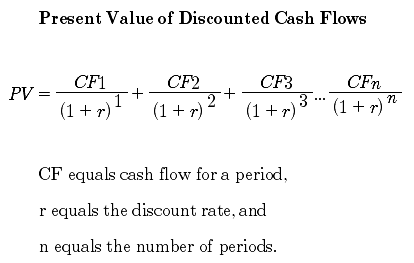 Present Value of Discounted Cash Flows
PV = CF1/(1 + r)^1 + CF2/(1 + r)^2 + CF3/(1 + r)^3 ... CFn/(1 + r)^n
CF equals cash flow for a period,
r equals the discount rate, and
n equals the number of periods.